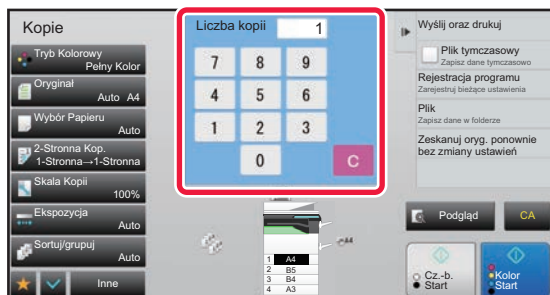 Kopie
Tryb Kolorowy
Pełny Kolor
Oryginał
Auto A4
Wybór Papieru
Auto
2-Stronna Kop.
1-Stronna→1-Stronna
Skala Kopii
100%
Ekspozycja
Auto
Sortuj/grupuj
Auto
Inne
Liczba kopii 1
7 8 9
4 5 6
1 2 3
0 C
1 A4
2 B5
3 B4
4 A3
A4
Wyślij oraz drukuj
Plik tymczasowy
Zapisz dane tymczasowo
Rejestracja programu
Zarejestruj bieżące ustawienia
Plik
Zapisz dane w folderze
Zeskanuj oryg. ponownie
bez zmiany ustawień
Podgląd
CA
Cz.-b.
Start
Kolor
Start